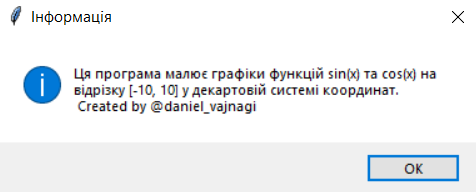 Інформація
Ця програма малює графіки функцій sin(x) та cos(x) на
відрізку [-10, 10] у декартовій системі координат.
Created by @daniel_vajnagi
OK